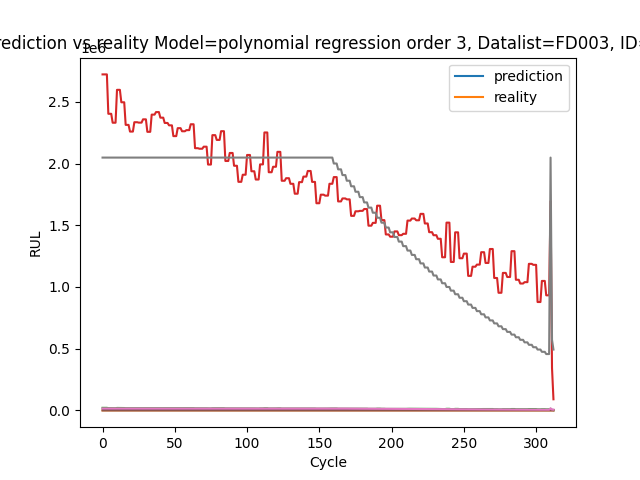 rediction vs reality Model=polynomial regression order 3, Datalist=FD003, ID=
1e6
prediction
reality
2.5
2.0
1.5
1.0
0.5
0.0
RUL
0 50 100 150 200 250 300
Cycle